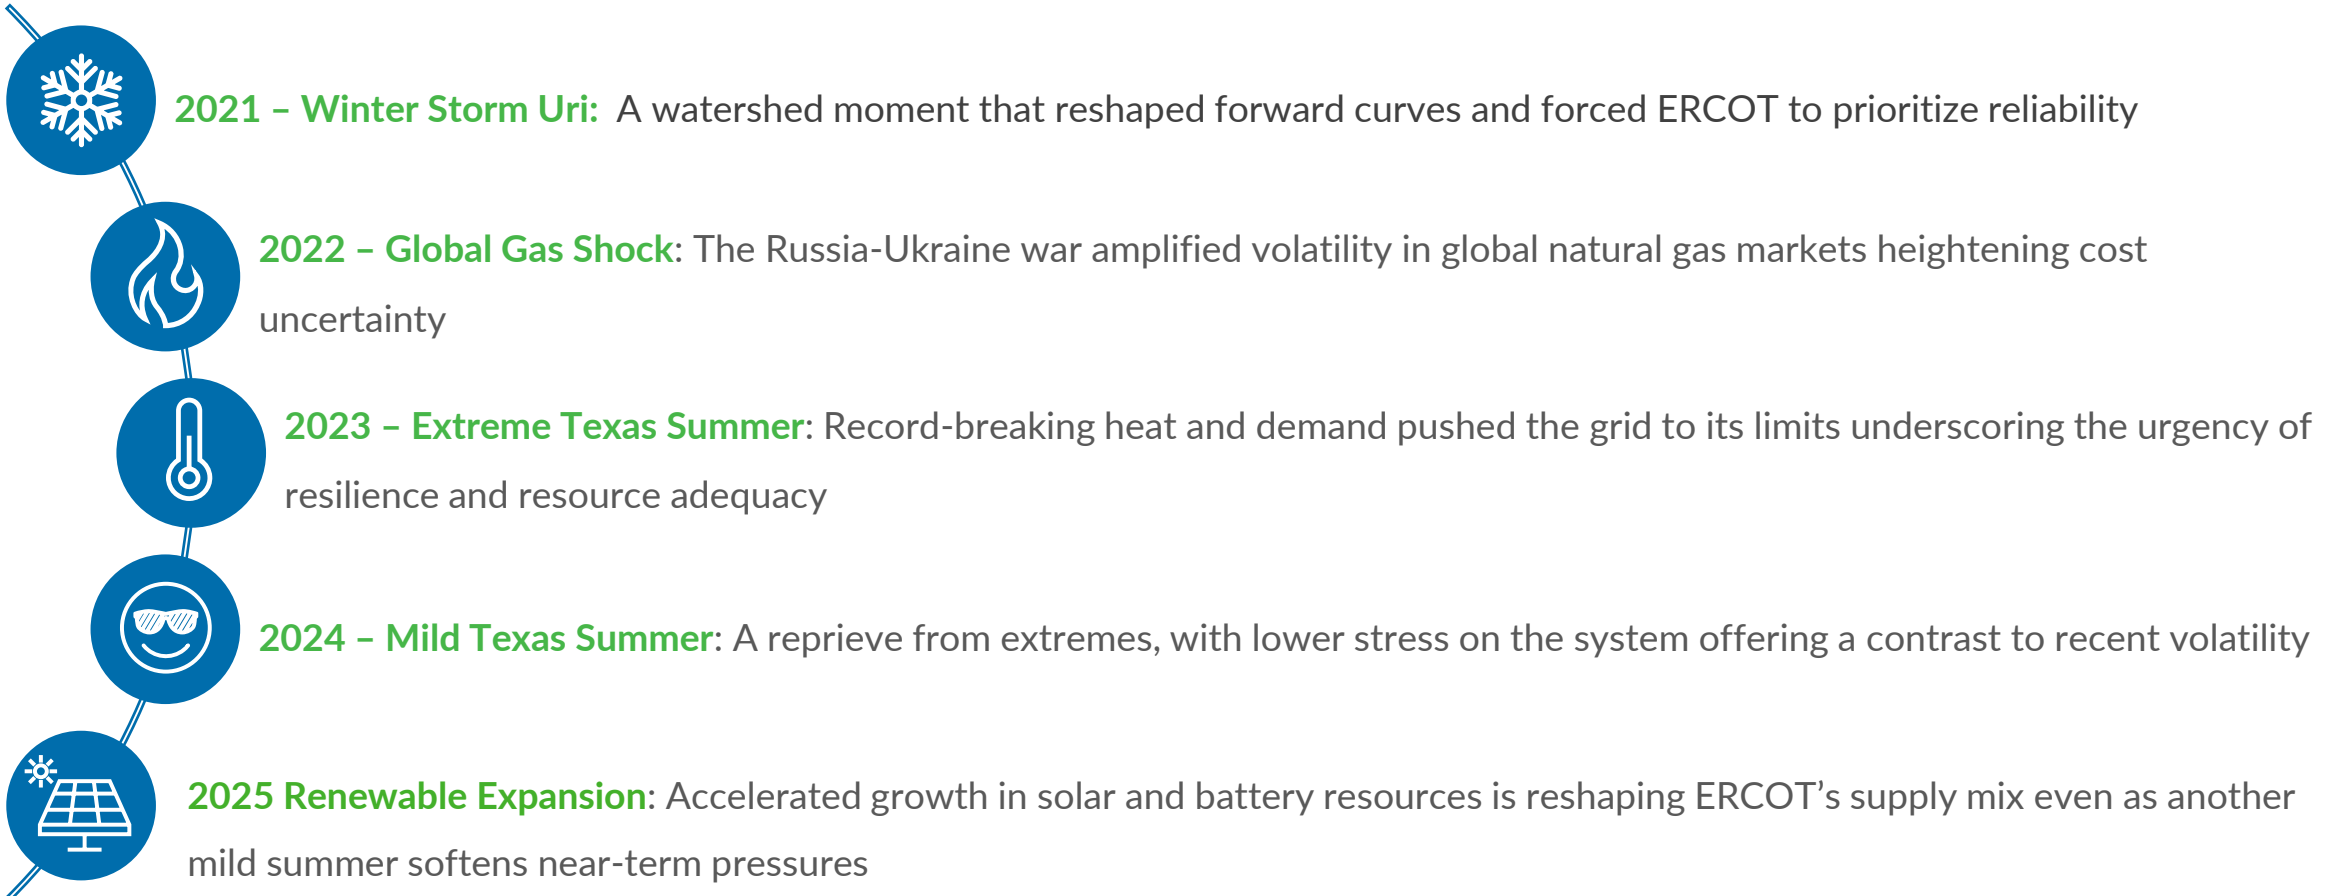 2021 – Winter Storm Uri:  A watershed moment that reshaped forward curves and forced ERCOT to prioritize reliability
2022 – Global Gas Shock: The Russia-Ukraine war amplified volatility in global natural gas markets heightening cost
uncertainty
2023 – Extreme Texas Summer: Record-breaking heat and demand pushed the grid to its limits underscoring the urgency of
resilience and resource adequacy
2024 – Mild Texas Summer: A reprieve from extremes, with lower stress on the system offering a contrast to recent volatility
2025 Renewable Expansion: Accelerated growth in solar and battery resources is reshaping ERCOT’s supply mix even as another
mild summer softens near-term pressures